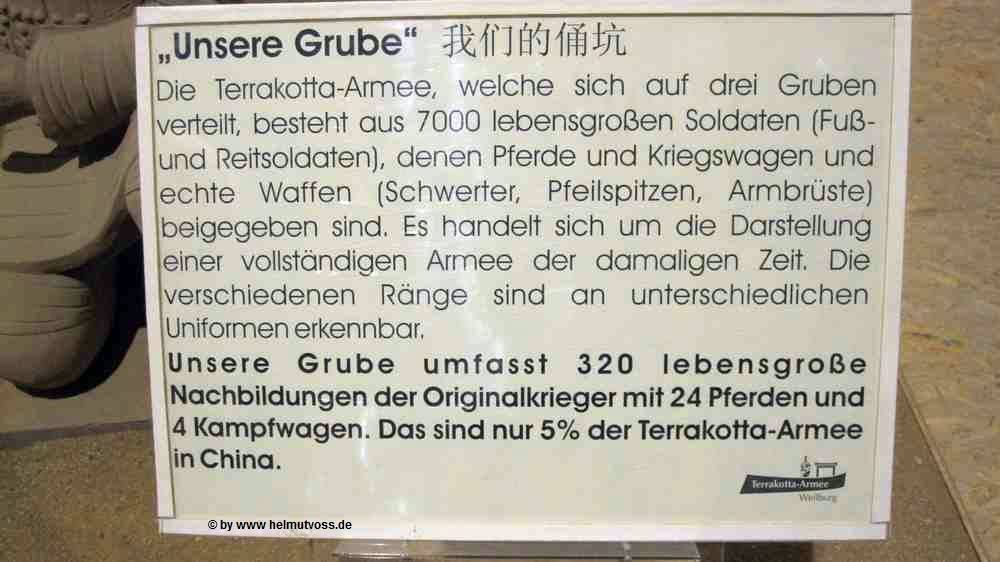 „Unsere Grube“ 我们的俑坑
Die Terrakotta-Armee, welche sich auf drei Gruben
verteilt, besteht aus 7000 lebensgroßen Soldaten (Fuß-
und Reitsoldaten), denen Pferde und Kriegswagen und
echte Waffen (Schwerter, Pfeilspitzen, Armbrüste)
beigegeben sind. Es handelt sich um die Darstellung
einer vollständigen Armee der damaligen Zeit. Die
verschiedenen Ränge sind an unterschiedlichen
Uniformen erkennbar.
Unsere Grube umfasst 320 lebensgroße
Nachbildungen der Originalkrieger mit 24 Pferden und
4 Kampfwagen. Das sind nur 5% der Terrakotta-Armee
in China.
Terrakotta-Armee
Weilburg
© by www.helmutvoss.de